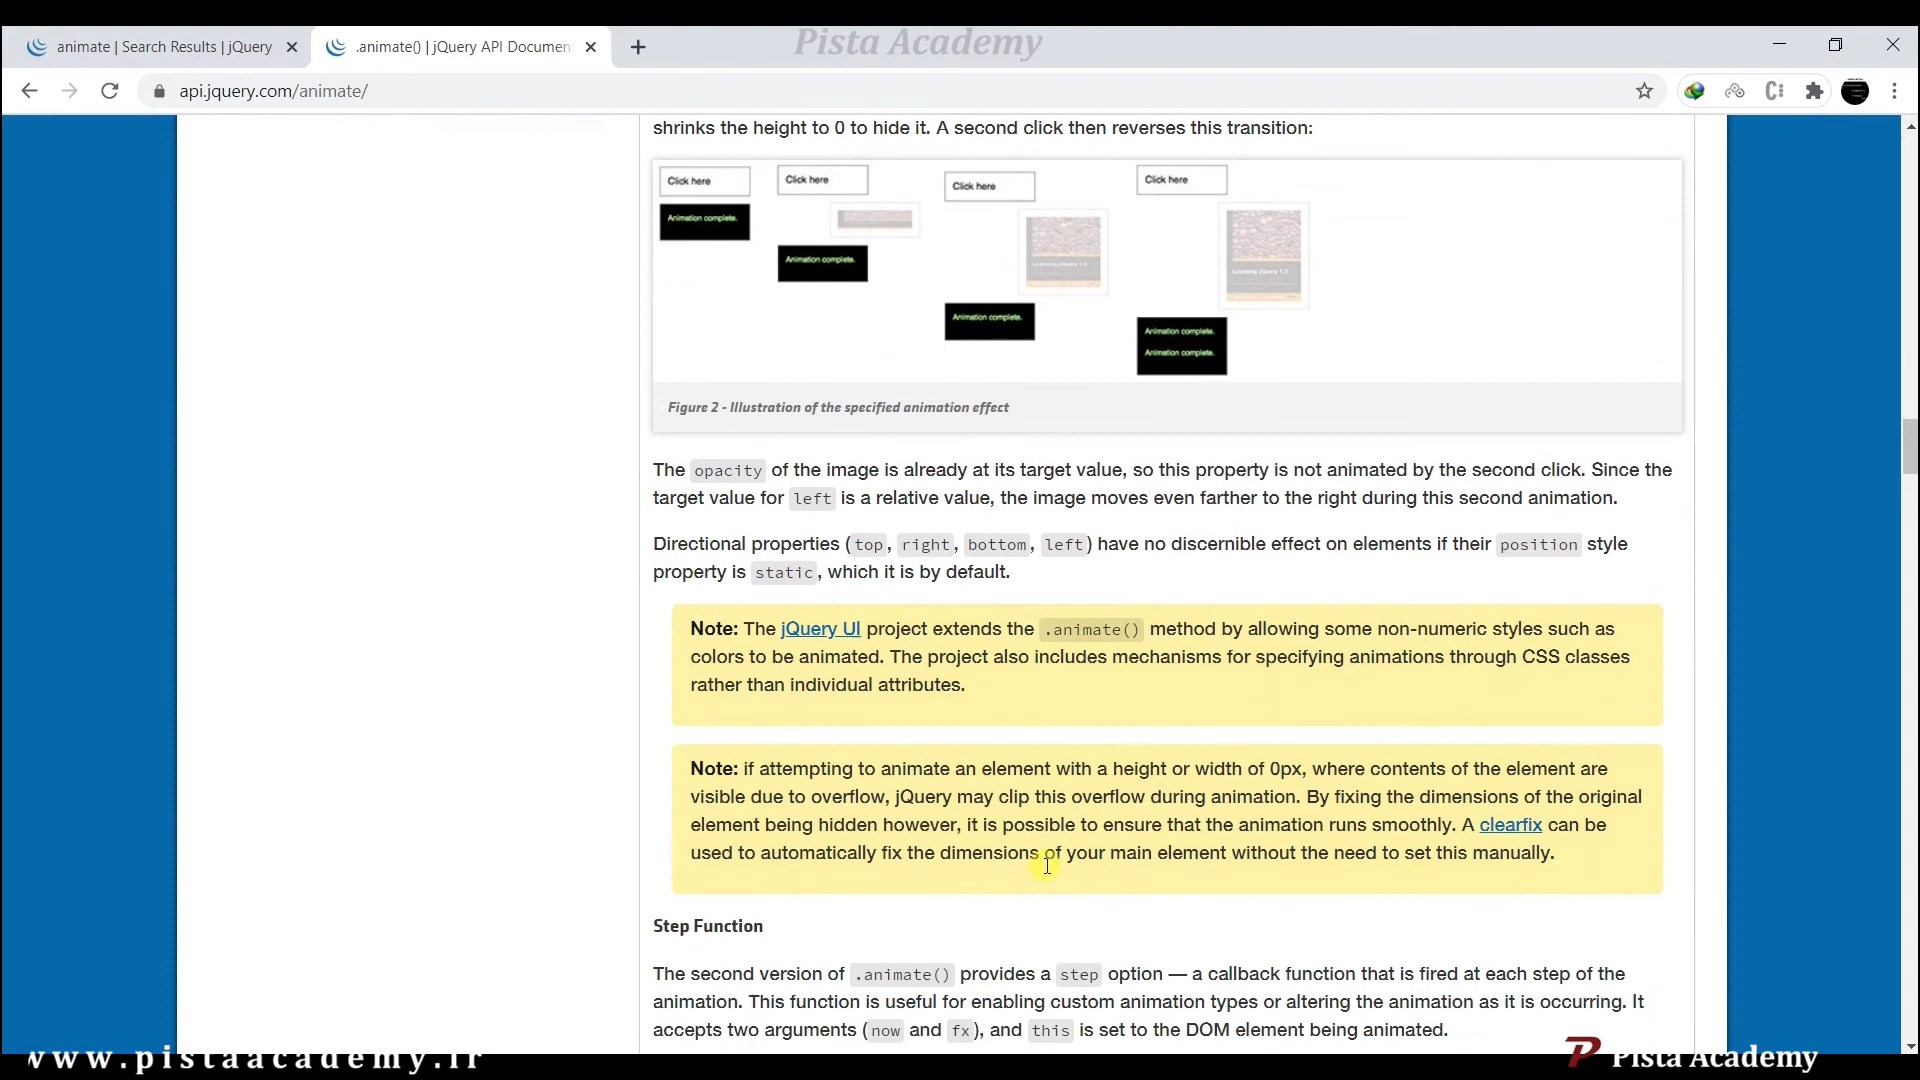 Pista Academy
animate | Search Results | jQuery
.animate() | jQuery API Documen
api.jquery.com/animate/
shrinks the height to 0 to hide it. A second click then reverses this transition:
Click here
Click here
Click here
Click here
Animation complete.
Animation complete.
Animation complete.
Learning jQuery 1.3
Learning jQuery 1.3
Animation complete.
Animation complete.
Figure 2 - Illustration of the specified animation effect
The opacity of the image is already at its target value, so this property is not animated by the second click. Since the
target value for left is a relative value, the image moves even farther to the right during this second animation.
Directional properties (top, right, bottom, left) have no discernible effect on elements if their position style
property is static, which it is by default.
Note: The jQuery UI project extends the .animate() method by allowing some non-numeric styles such as
colors to be animated. The project also includes mechanisms for specifying animations through CSS classes
rather than individual attributes.
Note: if attempting to animate an element with a height or width of 0px, where contents of the element are
visible due to overflow, jQuery may clip this overflow during animation. By fixing the dimensions of the original
element being hidden however, it is possible to ensure that the animation runs smoothly. A clearfix can be
used to automatically fix the dimensions of your main element without the need to set this manually.
Step Function
The second version of .animate() provides a step option — a callback function that is fired at each step of the
animation. This function is useful for enabling custom animation types or altering the animation as it is occurring. It
accepts two arguments (now and fx), and this is set to the DOM element being animated.
www.pistaacademy.ir
Pista Academy